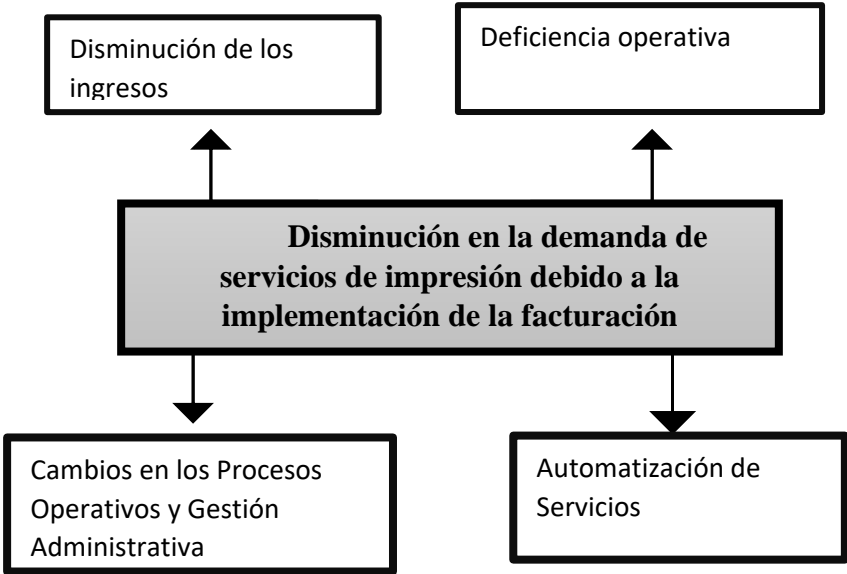 Disminución de los
ingresos
Deficiencia operativa
Disminución en la demanda de
servicios de impresión debido a la
implementación de la facturación
Cambios en los Procesos
Operativos y Gestión
Administrativa
Automatización de
Servicios